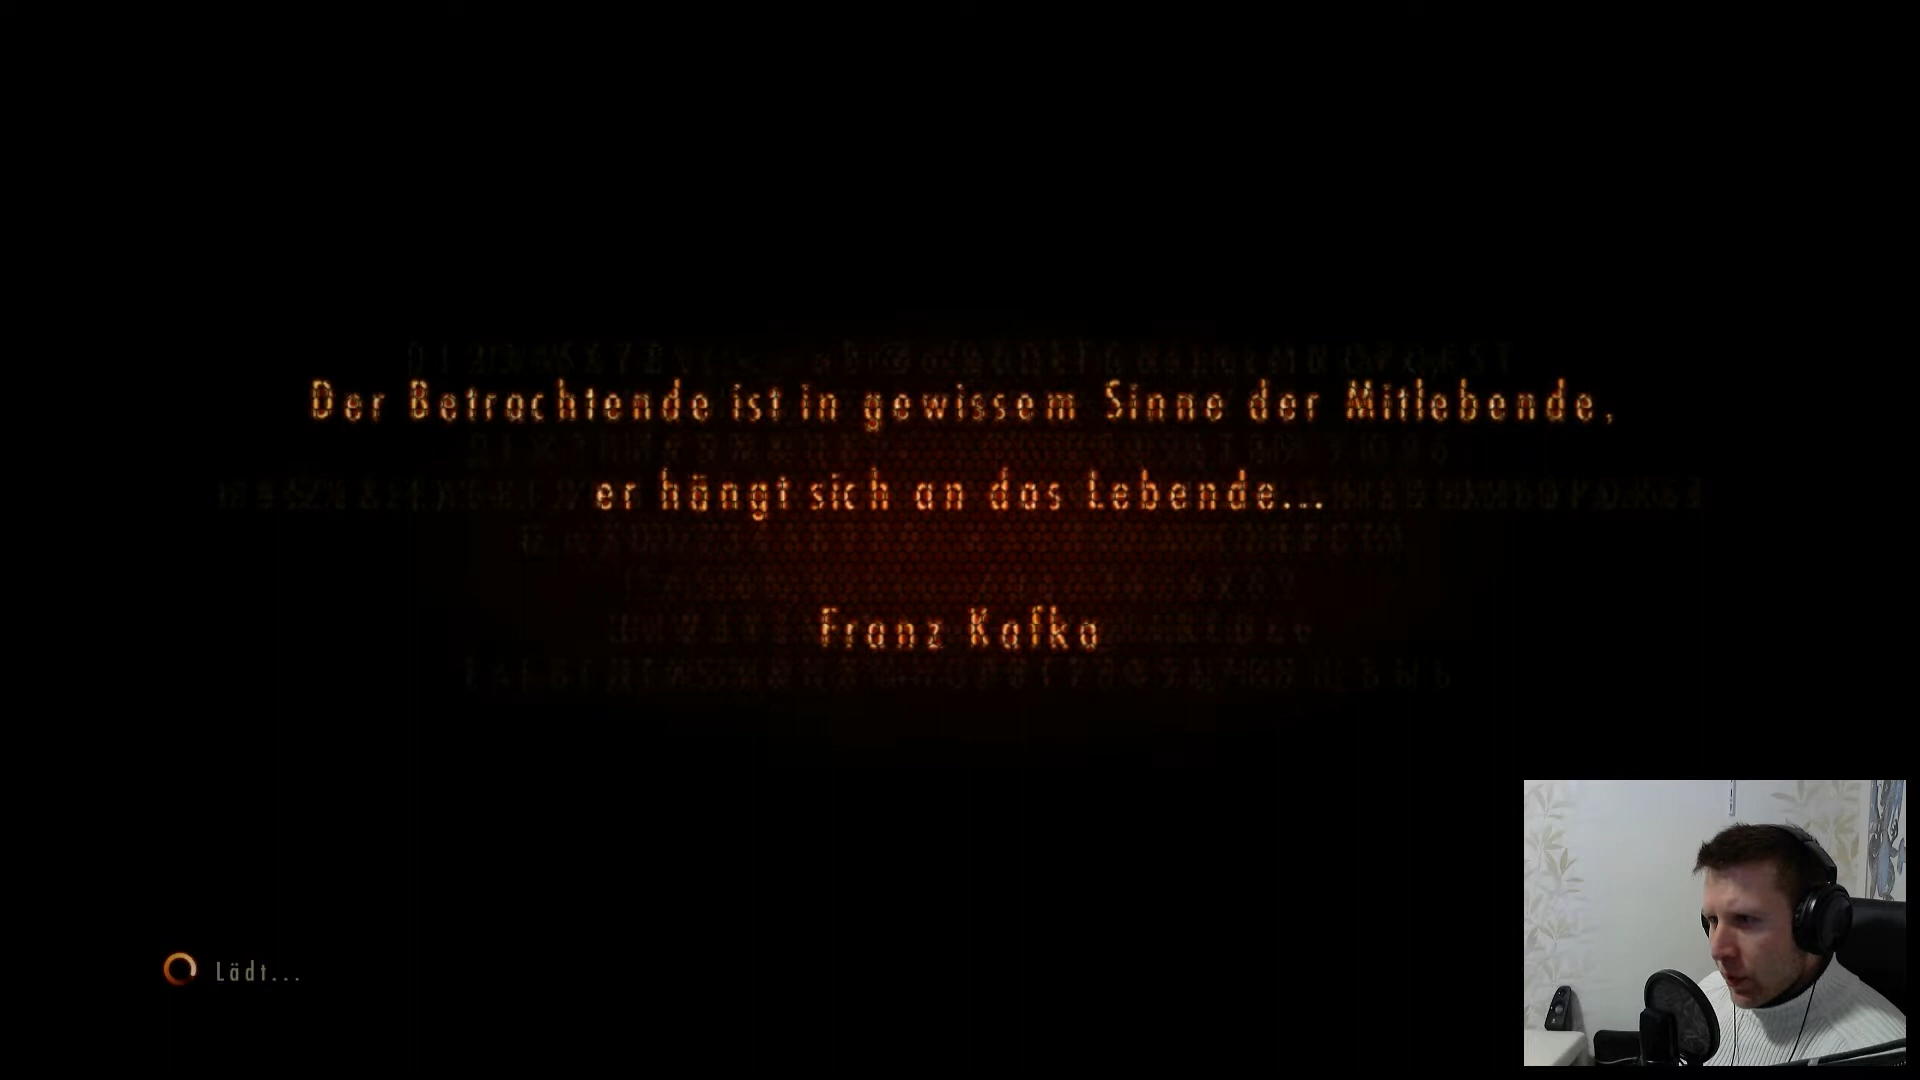 Der Betrachtende ist in gewissem Sinne der Mitlebende,
er hängt sich an das Lebende...
Franz Kafka
Lädt...